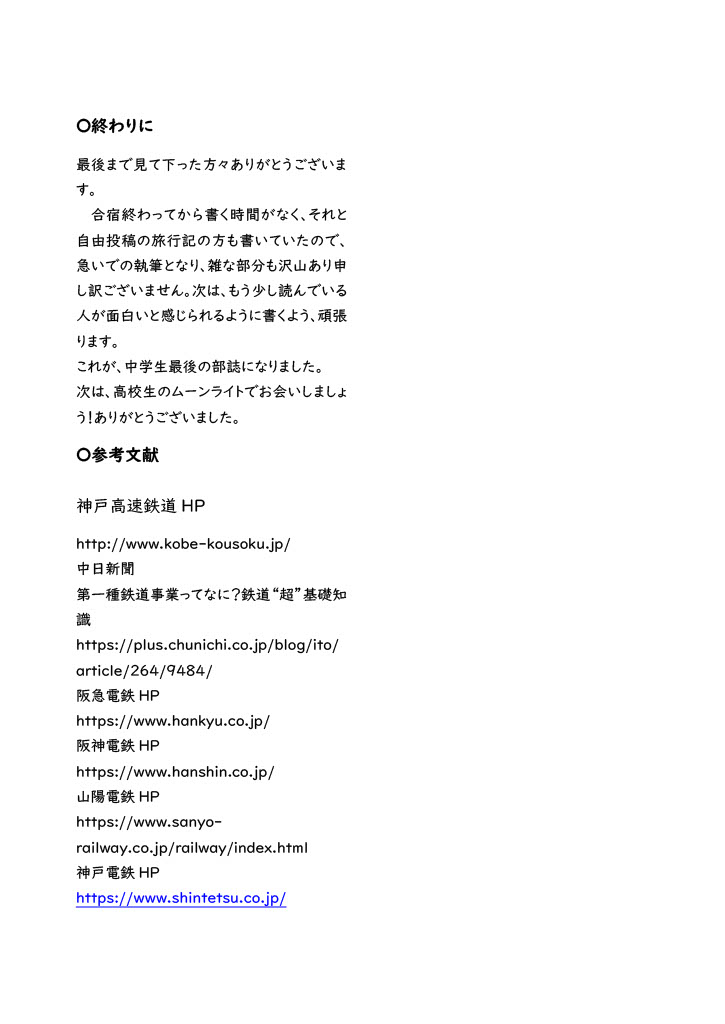 〇終わりに
最後まで見て下った方々ありがとうございま
す。
　合宿終わってから書く時間がなく、それと
自由投稿の旅行記の方も書いていたので、
急いでの執筆となり、雑な部分も沢山あり申
し訳ございません。次は、もう少し読んでいる
人が面白いと感じられるように書くよう、頑張
ります。
これが、中学生最後の部誌になりました。
次は、高校生のムーンライトでお会いしましょ
う！ありがとうございました。
〇参考文献
神戸高速鉄道 HP
http://www.kobe-kousoku.jp/
中日新聞
第一種鉄道事業ってなに？鉄道“超”基礎知
識
https://plus.chunichi.co.jp/blog/ito/
article/264/9484/
阪急電鉄 HP
https://www.hankyu.co.jp/
阪神電鉄 HP
https://www.hanshin.co.jp/
山陽電鉄 HP
https://www.sanyo-
railway.co.jp/railway/index.html
神戸電鉄 HP
https://www.shintetsu.co.jp/